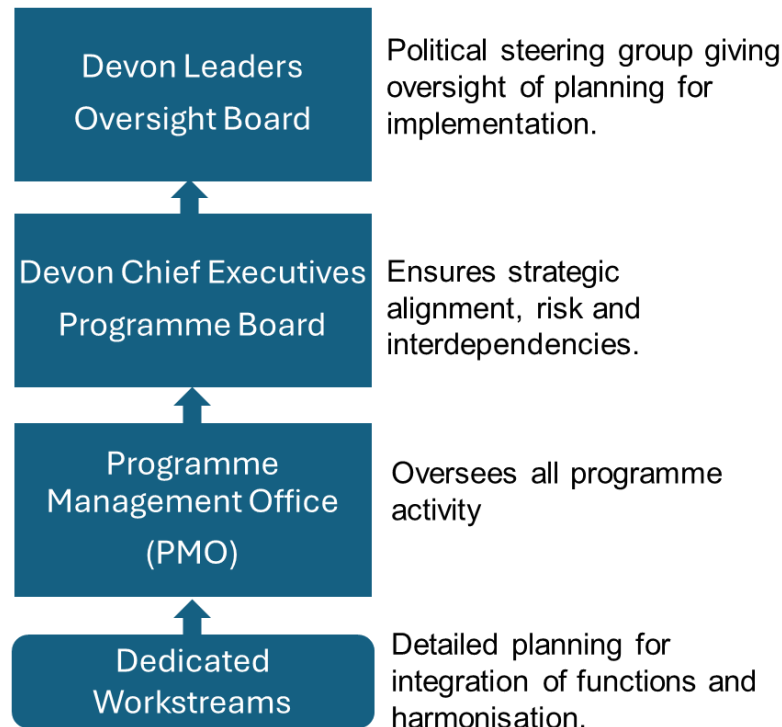 Devon Leaders
Oversight Board
Political steering group giving
oversight of planning for
implementation.
Devon Chief Executives
Programme Board
Ensures strategic
alignment, risk and
interdependencies.
Programme
Management Office
(PMO)
Oversees all programme
activity
Dedicated
Workstreams
Detailed planning for
integration of functions and
harmonisation.